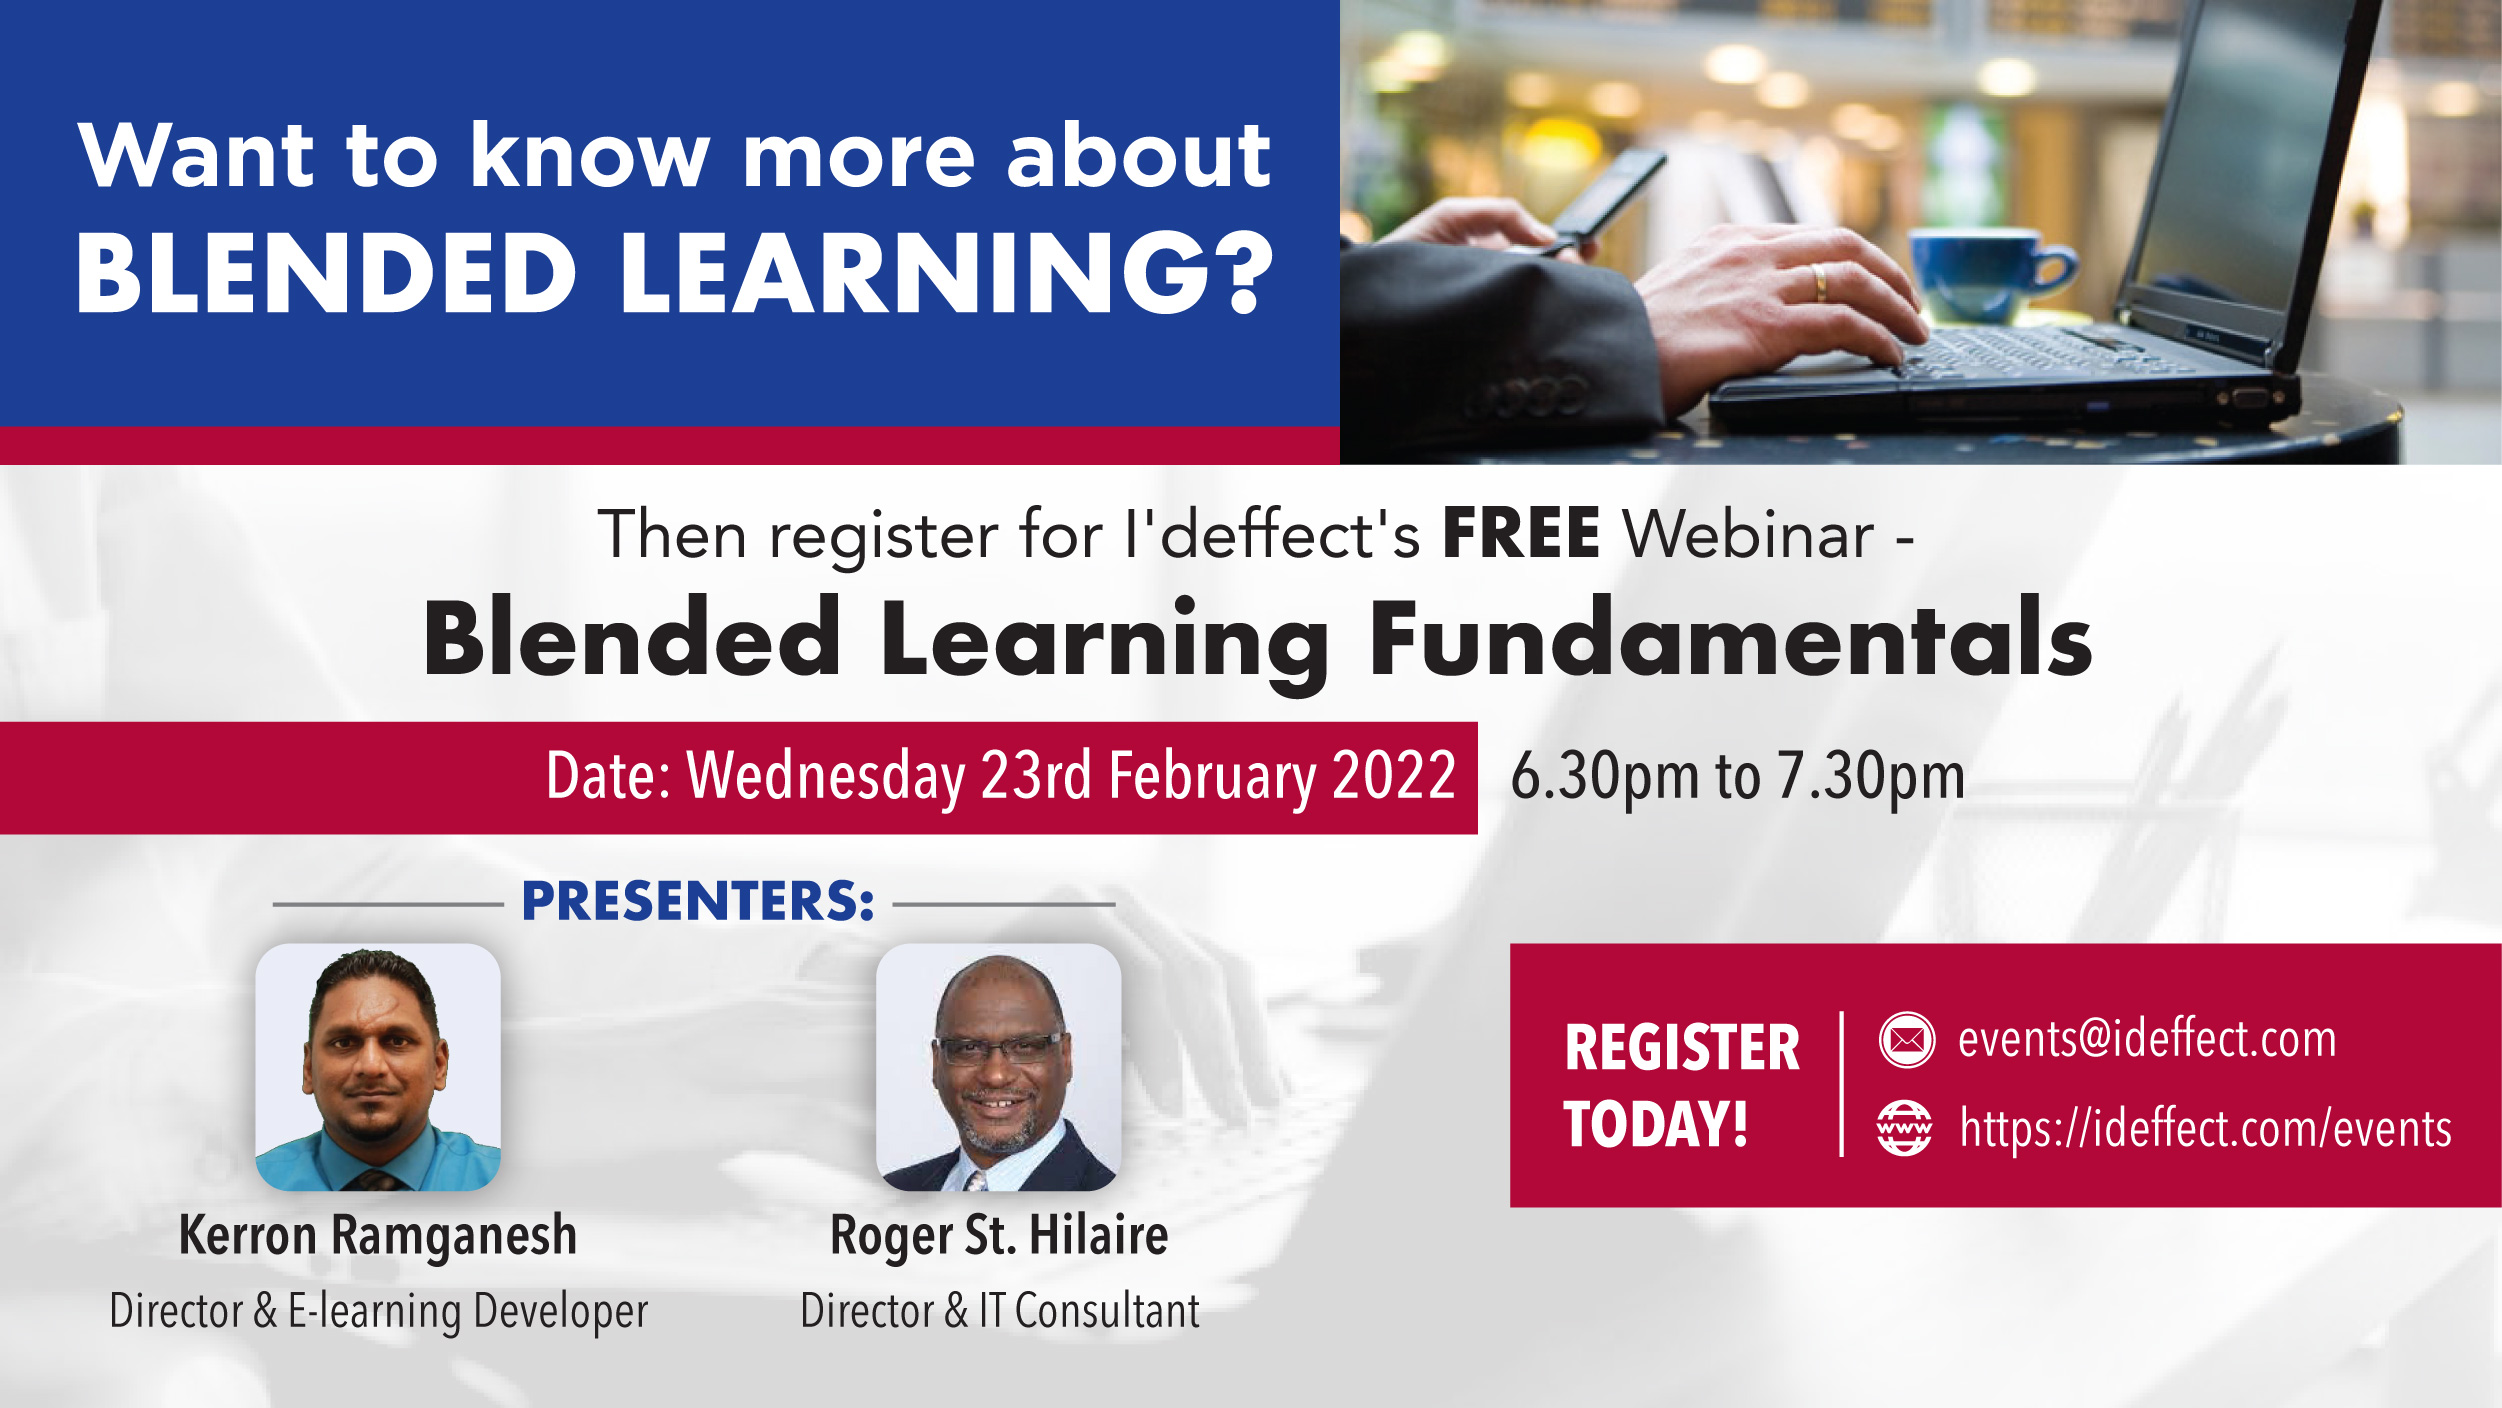 Want to know more about
BLENDED LEARNING?
Then register for I'deffect's FREE Webinar -
Blended Learning Fundamentals
Date: Wednesday 23rd February 2022 6.30pm to 7.30pm
PRESENTERS:
Kerron Ramganesh
Director & E-learning Developer
Roger St. Hilaire
Director & IT Consultant
REGISTER
TODAY!
events@ideffect.com
www
https://ideffect.com/events